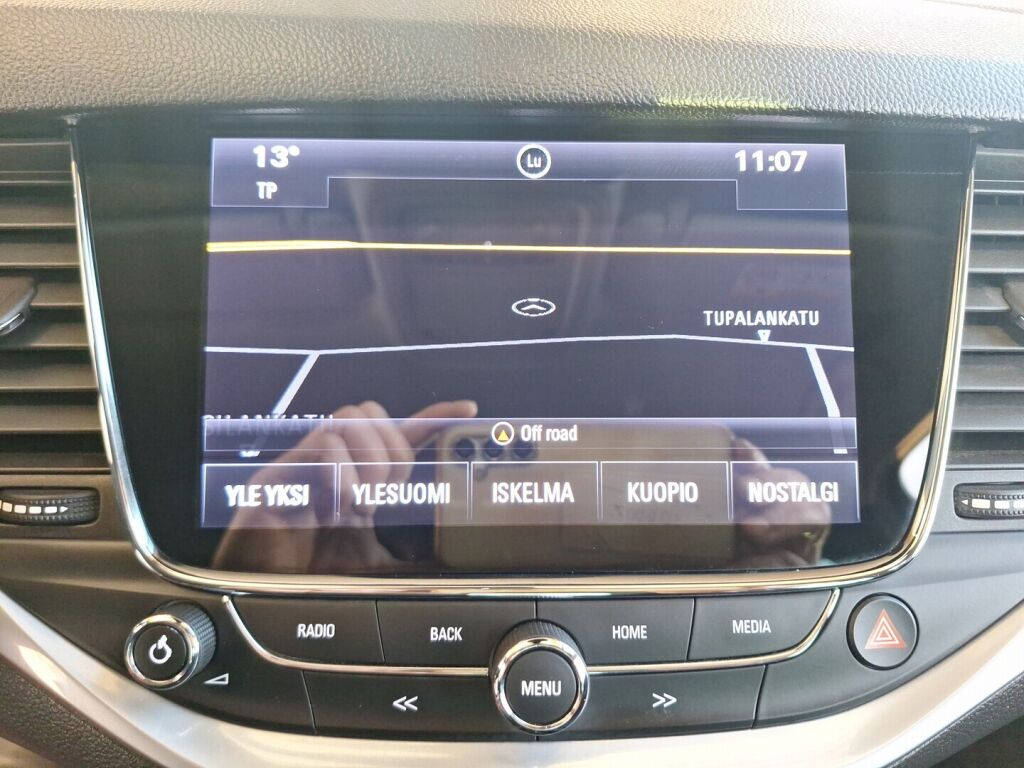 13° Lu 11:07
TP
TUPALANKATU
Off road
YLE YKSI YLESUOMI ISKELMA KUOPIO NOSTALGI
RADIO BACK HOME MEDIA
MENU